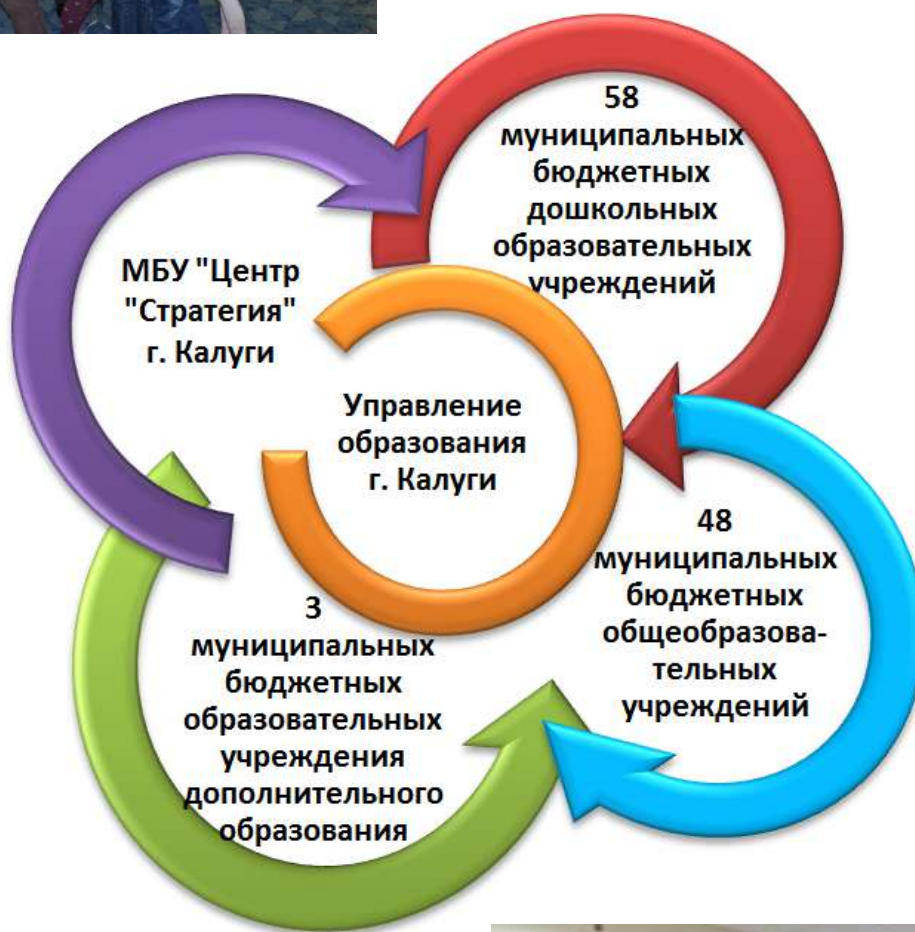 58
муниципальных
бюджетных
дошкольных
образовательных
учреждений
МБУ "Центр
"Стратегия"
г. Калуги
Управление
образования
г. Калуги
48
муниципальных
бюджетных
общеобразова-
тельных
учреждений
3
муниципальных
бюджетных
образовательных
учреждения
дополнительного
образования